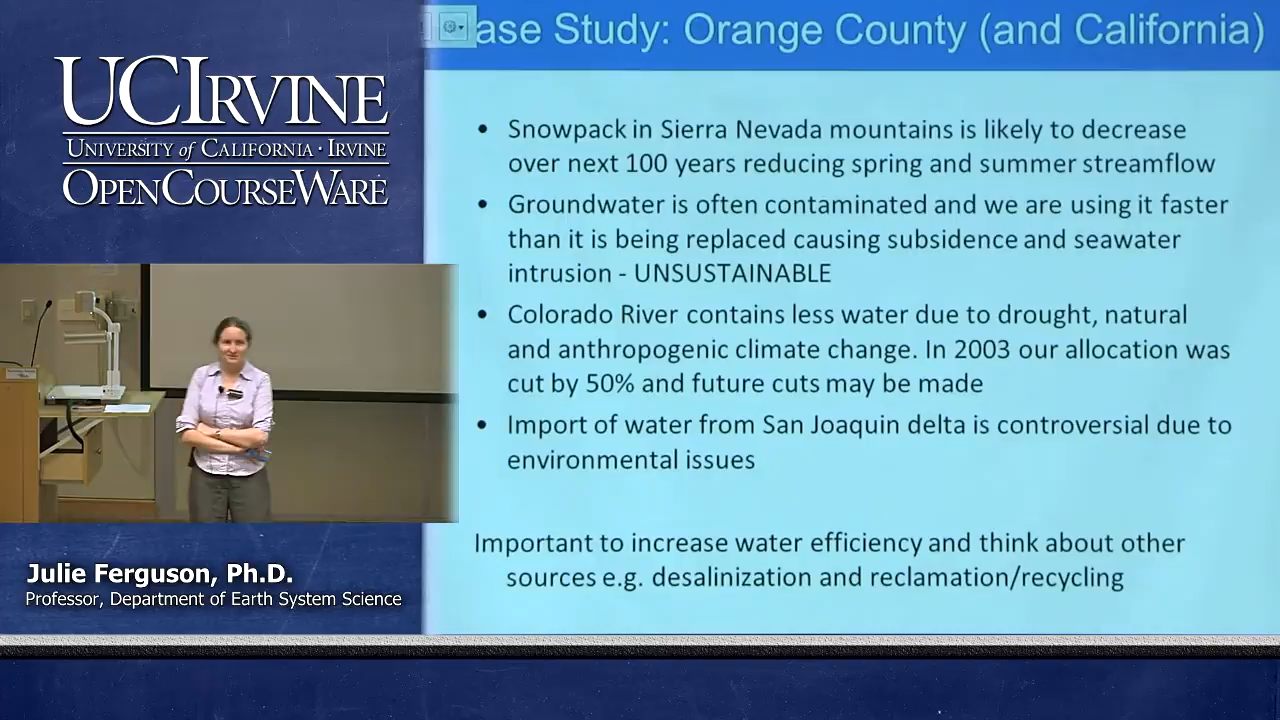 UCIRVINE
UNIVERSITY of CALIFORNIA · IRVINE
OPENCOURSEWARE
Julie Ferguson, Ph.D.
Professor, Department of Earth System Science
ase Study: Orange County (and California)
• Snowpack in Sierra Nevada mountains is likely to decrease
over next 100 years reducing spring and summer streamflow
• Groundwater is often contaminated and we are using it faster
than it is being replaced causing subsidence and seawater
intrusion - UNSUSTAINABLE
• Colorado River contains less water due to drought, natural
and anthropogenic climate change. In 2003 our allocation was
cut by 50% and future cuts may be made
• Import of water from San Joaquin delta is controversial due to
environmental issues
Important to increase water efficiency and think about other
sources e.g. desalinization and reclamation/recycling